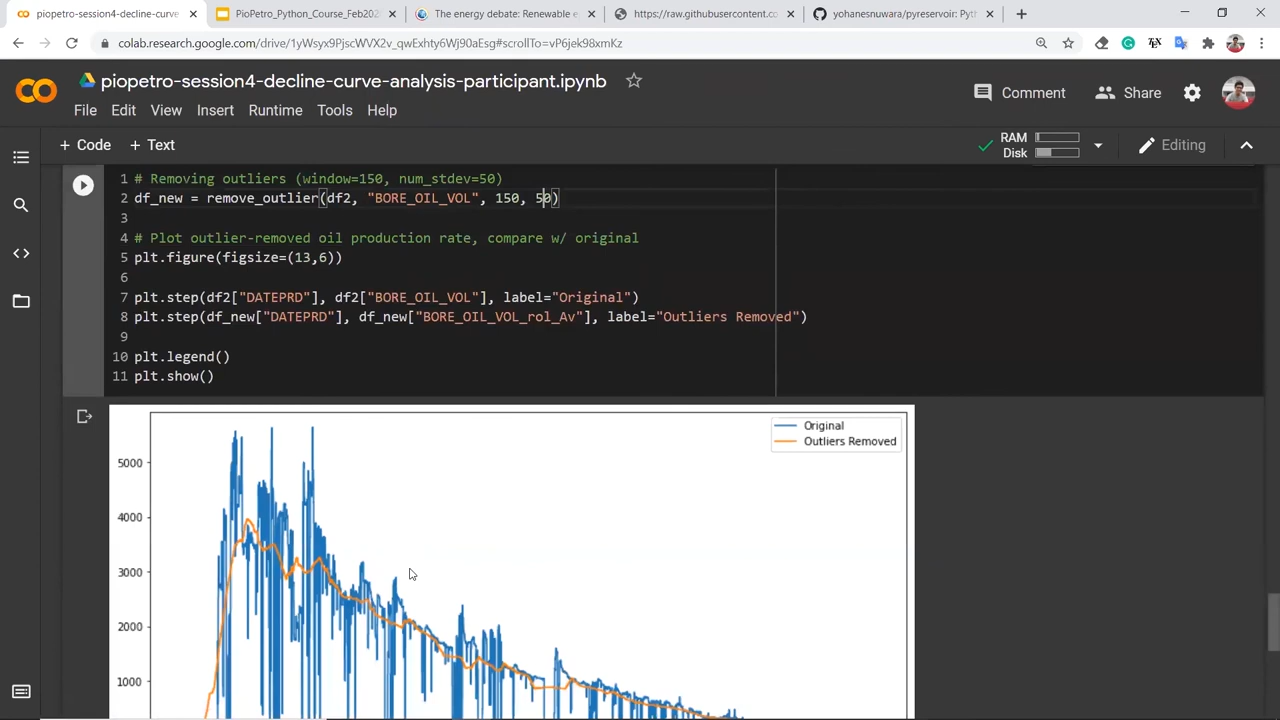 piopetro-session4-decline-curve
PioPetro_Python_Course_Feb202
The energy debate: Renewable e
https://raw.githubusercontent.co
yohanesnuwara/pyreservoir: Pyt
colab.research.google.com/drive/1yWsyx9PjscWVX2v_qwExhty6Wj90aEsg#scrollTo=vP6jek98xmKz
piopetro-session4-decline-curve-analysis-participant.ipynb
Comment
Share
File Edit View Insert Runtime Tools Help
+ Code + Text
RAM
Disk
Editing
1 # Removing outliers (window=150, num_stdev=50)
2 df_new = remove_outlier(df2, "BORE_OIL_VOL", 150, 50)
3
4 # Plot outlier-removed oil production rate, compare w/ original
5 plt.figure(figsize=(13,6))
6
7 plt.step(df2["DATEPRD"], df2["BORE_OIL_VOL"], label="Original")
8 plt.step(df_new["DATEPRD"], df_new["BORE_OIL_VOL_rol_Av"], label="Outliers Removed")
9
10 plt.legend()
11 plt.show()
Original
Outliers Removed
5000
4000
3000
2000
1000